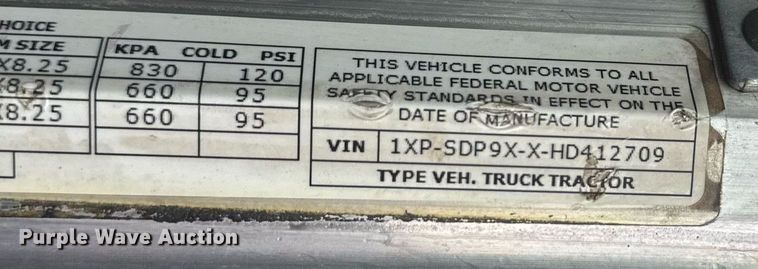 HOICE
M SIZE
X8.25
X8.25
X8.25
KPA COLD PSI
830 120
660 95
660 95
THIS VEHICLE CONFORMS TO ALL
APPLICABLE FEDERAL MOTOR VEHICLE
SAFETY STANDARDS IN EFFECT ON THE
DATE OF MANUFACTURE
VIN 1XP-SDP9X-X-HD412709
TYPE VEH. TRUCK TRACTOR
Purple Wave Auction